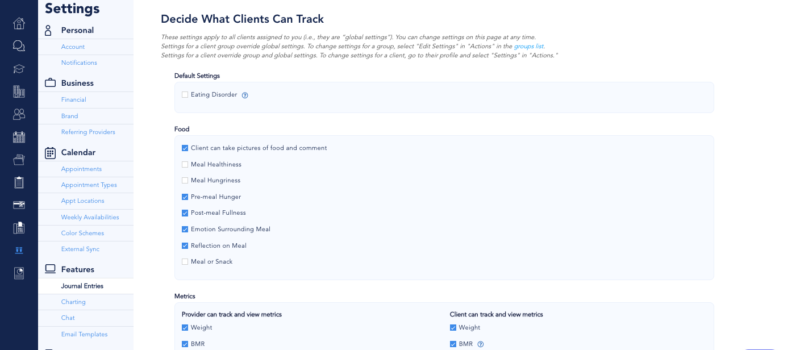 Settings
Personal
Account
Notifications
Business
Financial
Brand
Referring Providers
Calendar
Appointments
Appointment Types
Appt Locations
Weekly Availabilities
Color Schemes
External Sync
Features
Journal Entries
Charting
Chat
Email Templates
Decide What Clients Can Track
These settings apply to all clients assigned to you (i.e., they are "global settings"). You can change settings on this page at any time.
Settings for a client group override global settings. To change settings for a group, select "Edit Settings" in "Actions" in the groups list.
Settings for a client override group and global settings. To change settings for a client, go to their profile and select "Settings" in "Actions."
Default Settings
Eating Disorder
Food
Client can take pictures of food and comment
Meal Healthiness
Meal Hungriness
Pre-meal Hunger
Post-meal Fullness
Emotion Surrounding Meal
Reflection on Meal
Meal or Snack
Metrics
Provider can track and view metrics
Weight
BMR
Client can track and view metrics
Weight
BMR